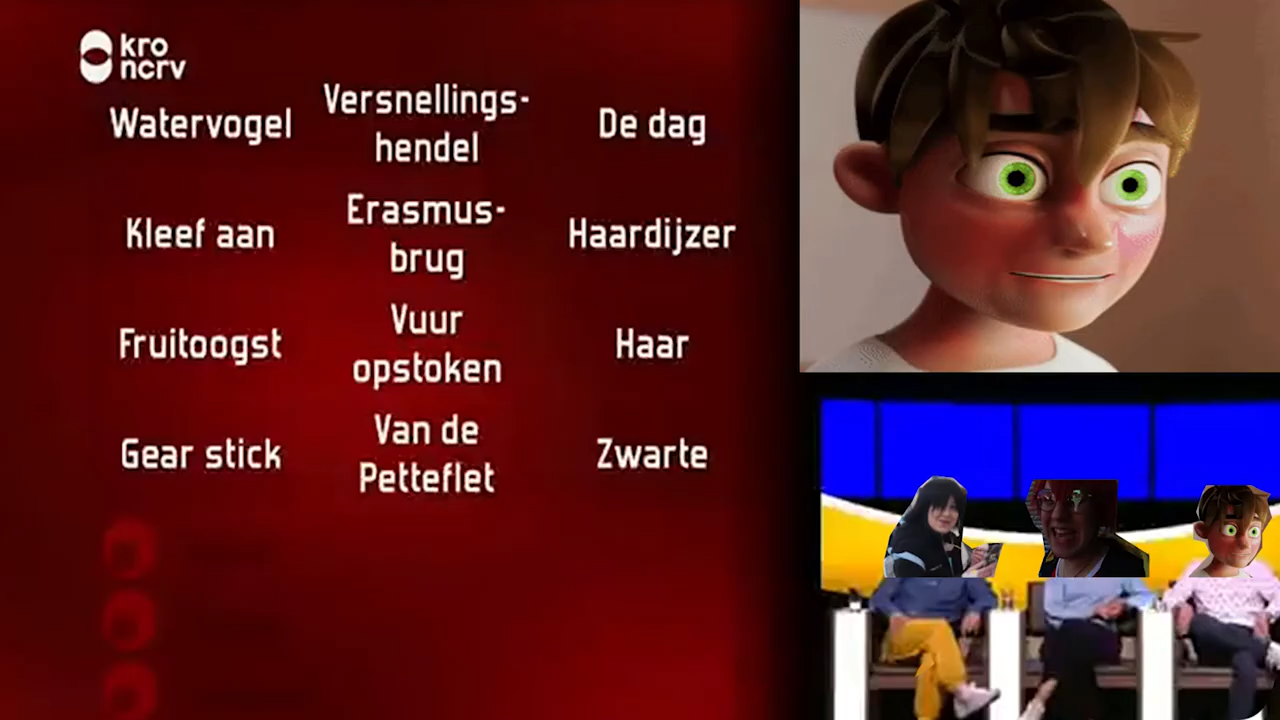 kro
ncrv
Watervogel
Versnellings-
hendel
De dag
Kleef aan
Erasmus-
brug
Haardijzer
Fruitoogst
Vuur
opstoken
Haar
Gear stick
Van de
Petteflet
Zwarte